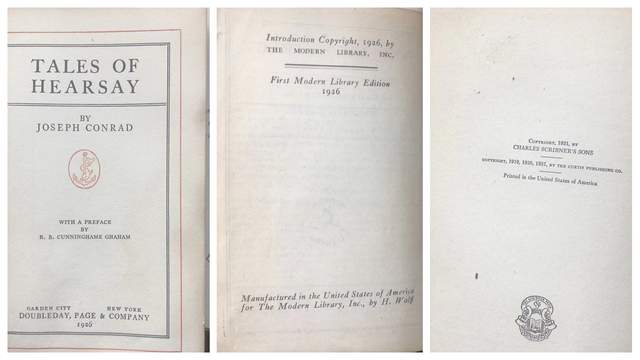 TALES OF
HEARSAY
BY
JOSEPH CONRAD
WITH A PREFACE
BY
R. B. CUNNINGHAME GRAHAM
GARDEN CITY NEW YORK
DOUBLEDAY, PAGE & COMPANY
1926
Introduction Copyright, 1926, by
THE MODERN LIBRARY, INC.
First Modern Library Edition
1926
Manufactured in the United States of America
for The Modern Library, Inc., by H. Wolff
COPYRIGHT, 1921, BY
CHARLES SCRIBNER'S SONS
COPYRIGHT, 1919, 1920, 1921, BY THE CURTIS PUBLISHING CO.
Printed in the United States of America